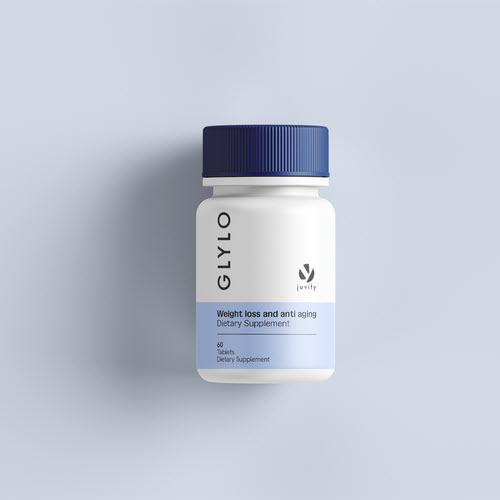 GLYLO
juvify
Weight loss and anti aging
Dietary Supplement
60
Tablets
Dietary Supplement